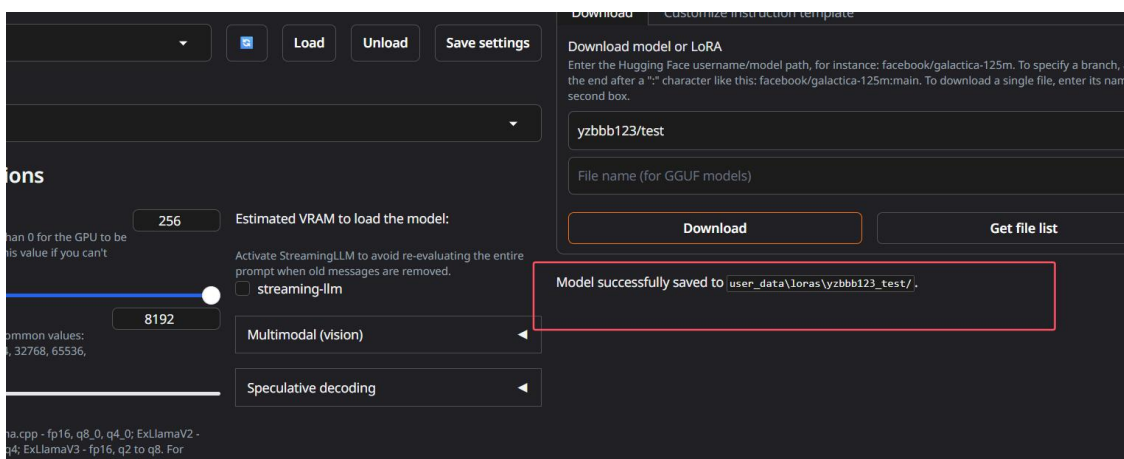 Load
Unload
Save settings
ions
256
han 0 for the GPU to be
his value if you can't
8192
ommon values:
, 32768, 65536,
na.cpp - fp16, q8_0, q4_0; ExLlamaV2 -
q4; ExLlamaV3 - fp16, q2 to q8. For
Estimated VRAM to load the model:
Activate StreamingLLM to avoid re-evaluating the entire
prompt when old messages are removed.
streaming-llm
Multimodal (vision)
Speculative decoding
Download
Customize instruction template
Download model or LoRA
Enter the Hugging Face username/model path, for instance: facebook/galactica-125m. To specify a branch,
the end after a ":" character like this: facebook/galactica-125m:main. To download a single file, enter its nam
second box.
yzbbb123/test
File name (for GGUF models)
Download
Get file list
Model successfully saved to user_data\loras\yzbbb123_test/.